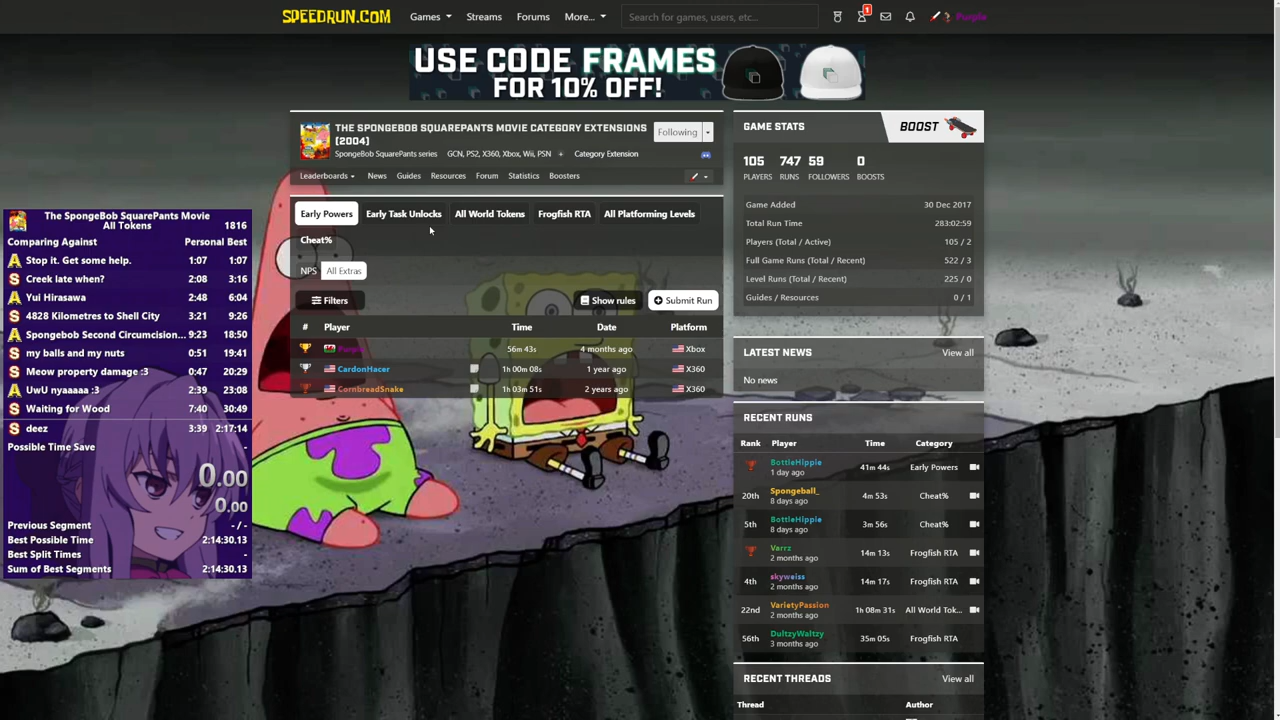 SPEEDRUN.COM Games Streams Forums More... Search for games, users, etc... 1 Purple
USE CODE FRAMES
FOR 10% OFF!
THE SPONGEBOB SQUAREPANTS MOVIE CATEGORY EXTENSIONS
(2004)
Following
SpongeBob SquarePants series GCN, PS2, X360, Xbox, Wii, PSN + Category Extension
Leaderboards News Guides Resources Forum Statistics Boosters
Early Powers Early Task Unlocks All World Tokens Frogfish RTA All Platforming Levels
Cheat%
NPS All Extras
Filters Show rules Submit Run
# Player Time Date Platform
Purple 56m 43s 4 months ago Xbox
CardonHacer 1h 00m 08s 1 year ago X360
CornbreadSnake 1h 03m 51s 2 years ago X360
GAME STATS BOOST
105 747 59 0
PLAYERS RUNS FOLLOWERS BOOSTS
Game Added 30 Dec 2017
Total Run Time 283:02:59
Players (Total / Active) 105 / 2
Full Game Runs (Total / Recent) 522 / 3
Level Runs (Total / Recent) 225 / 0
Guides / Resources 0 / 1
LATEST NEWS View all
No news
RECENT RUNS
Rank Player Time Category
BottleHippie 41m 44s Early Powers
1 day ago
20th Spongeball_ 4m 53s Cheat%
8 days ago
5th BottleHippie 3m 56s Cheat%
8 days ago
Varrz 14m 13s Frogfish RTA
2 months ago
4th skyweiss 14m 17s Frogfish RTA
2 months ago
22nd VarietyPassion 1h 08m 31s All World Tok...
2 months ago
56th DultzyWaltzy 35m 05s Frogfish RTA
3 months ago
RECENT THREADS View all
Thread Author
The SpongeBob SquarePants Movie
All Tokens 1816
Comparing Against Personal Best
A Stop it. Get some help. 1:07 1:07
S Creek late when? 2:08 3:16
A Yui Hirasawa 2:48 6:04
S 4828 Kilometres to Shell City 3:21 9:26
A Spongebob Second Circumcision... 9:23 18:50
S my balls and my nuts 0:51 19:41
S Meow property damage :3 0:47 20:29
A UwU nyaaaaa :3 2:39 23:08
S Waiting for Wood 7:40 30:49
S deez 3:39 2:17:14
Possible Time Save -
0.00
0.00
Previous Segment - / -
Best Possible Time 2:14:30.13
Best Split Times -
Sum of Best Segments 2:14:30.13